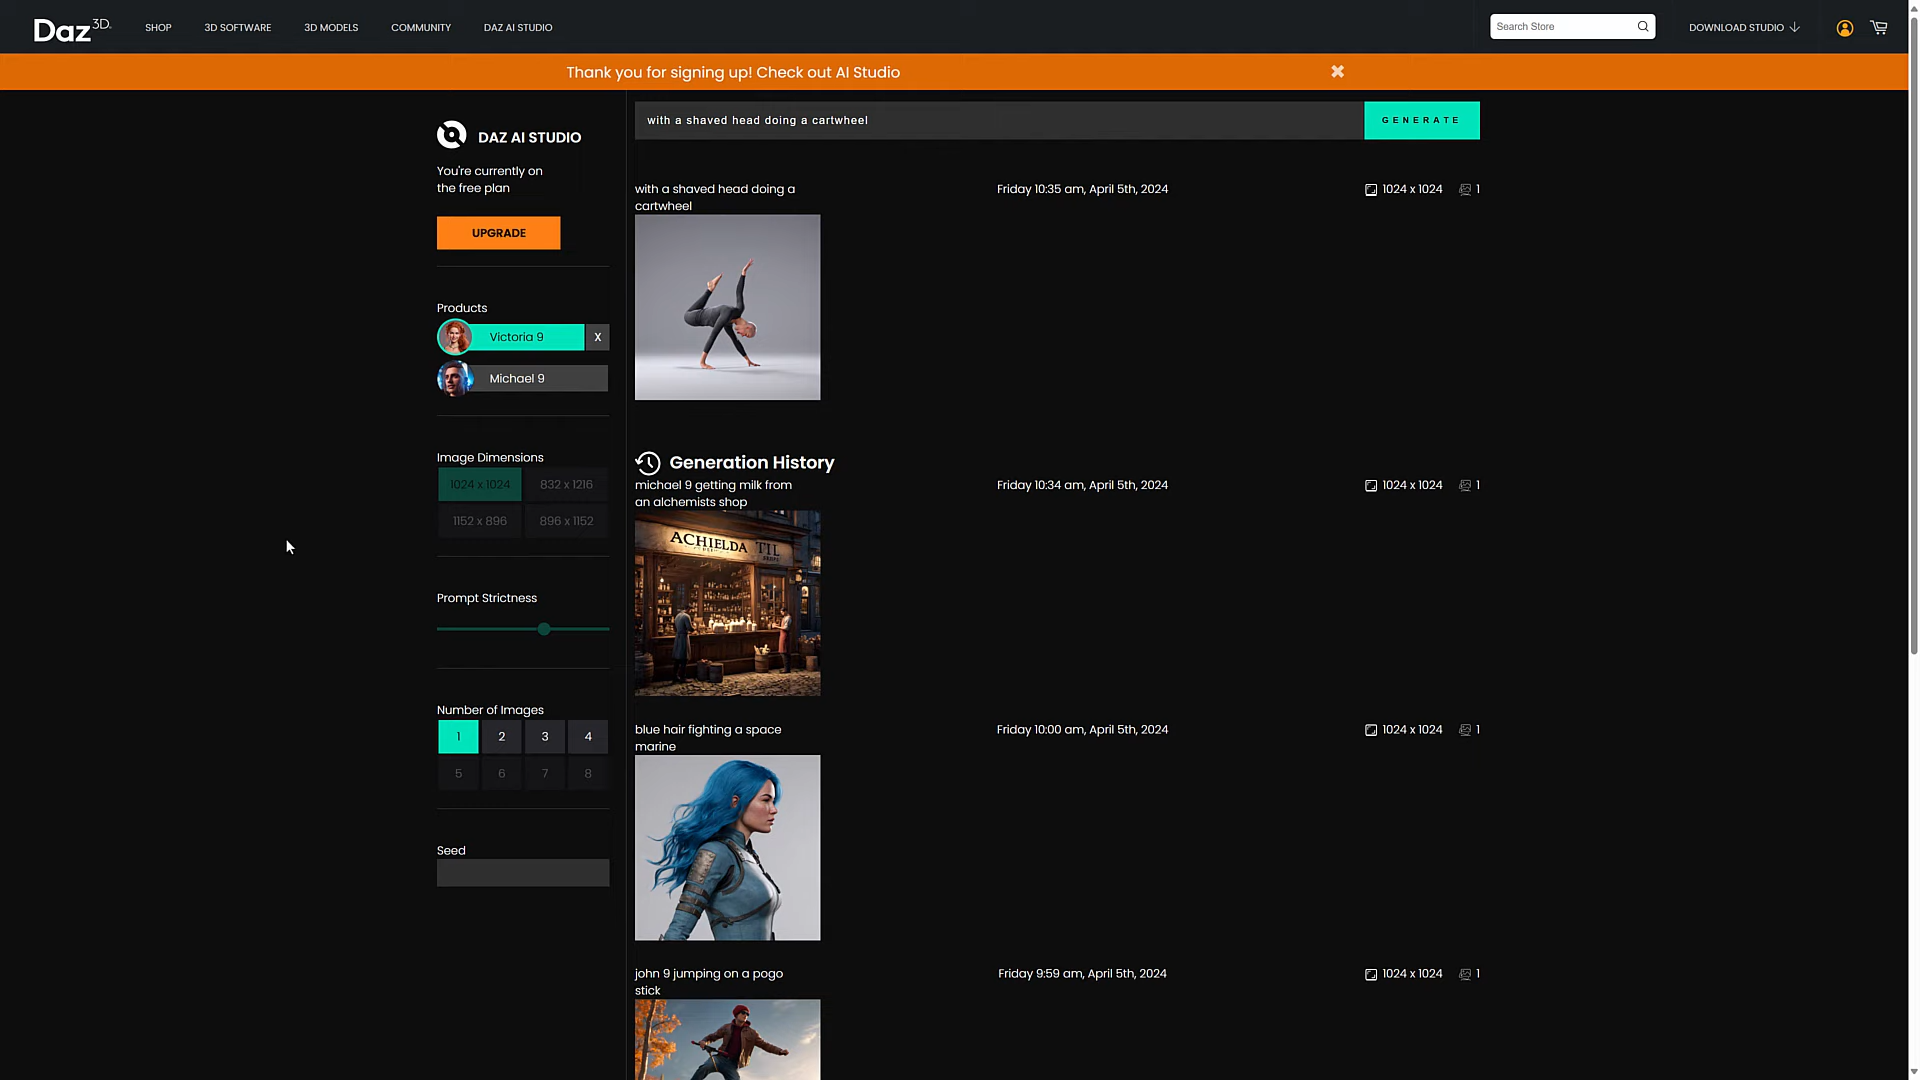 Daz 3D
SHOP
3D SOFTWARE
3D MODELS
COMMUNITY
DAZ AI STUDIO
Search Store
DOWNLOAD STUDIO
Thank you for signing up! Check out AI Studio
DAZ AI STUDIO
You're currently on
the free plan
UPGRADE
Products
Victoria 9
X
Michael 9
Image Dimensions
1024 x 1024
832 x 1216
1152 x 896
896 x 1152
Prompt Strictness
Number of Images
1 2 3 4
5 6 7 8
Seed
with a shaved head doing a cartwheel
GENERATE
with a shaved head doing a
cartwheel
Friday 10:35 am, April 5th, 2024
1024 x 1024
1
Generation History
michael 9 getting milk from
an alchemists shop
Friday 10:34 am, April 5th, 2024
1024 x 1024
1
ACHIELDA TIL
blue hair fighting a space
marine
Friday 10:00 am, April 5th, 2024
1024 x 1024
1
john 9 jumping on a pogo
stick
Friday 9:59 am, April 5th, 2024
1024 x 1024
1